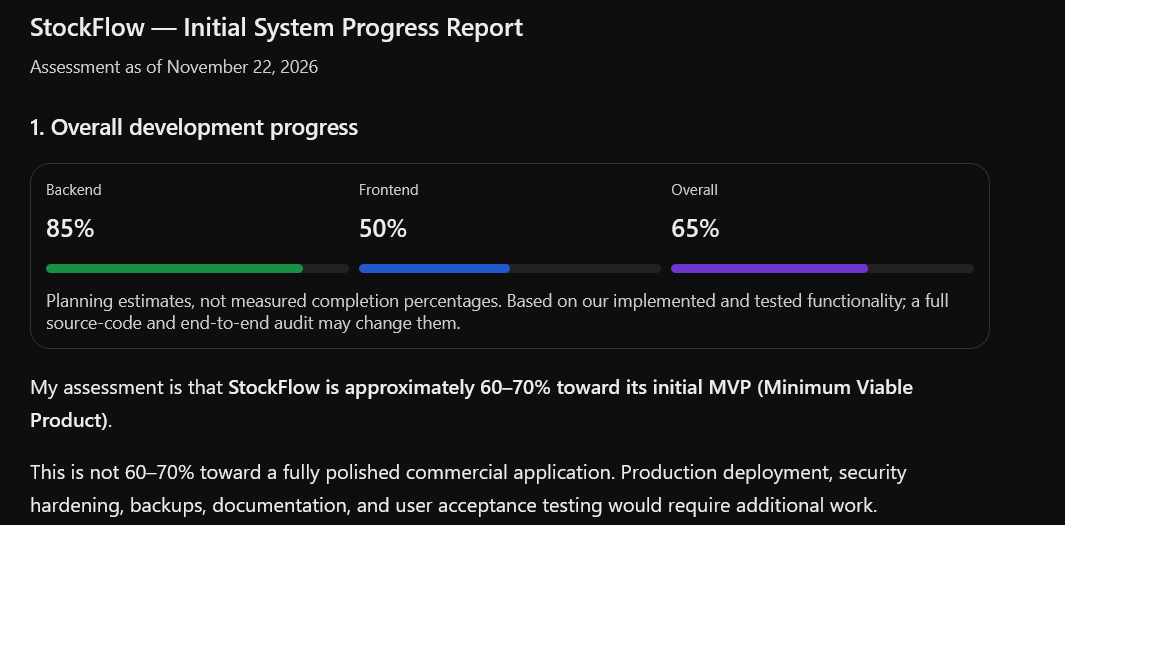 StockFlow — Initial System Progress Report
Assessment as of November 22, 2026
1. Overall development progress
Backend
85%
Frontend
50%
Overall
65%
Planning estimates, not measured completion percentages. Based on our implemented and tested functionality; a full
source-code and end-to-end audit may change them.
My assessment is that StockFlow is approximately 60–70% toward its initial MVP (Minimum Viable
Product).
This is not 60–70% toward a fully polished commercial application. Production deployment, security
hardening, backups, documentation, and user acceptance testing would require additional work.